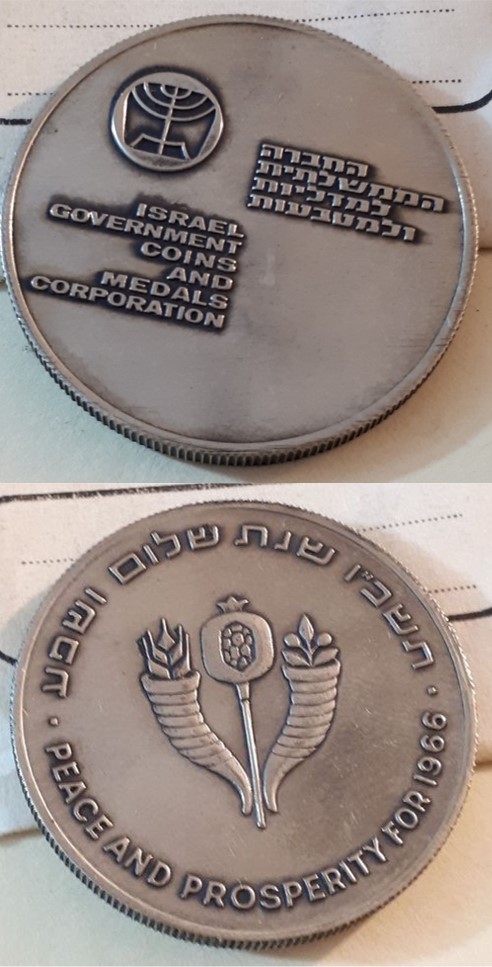 החברה
הממשלתית
למדליות
ולמטבעות
ISRAEL
GOVERNMENT
COINS
AND
MEDALS
CORPORATION
תשכ"ו שנת שלום ושפע
· PEACE AND PROSPERITY FOR 1966 ·